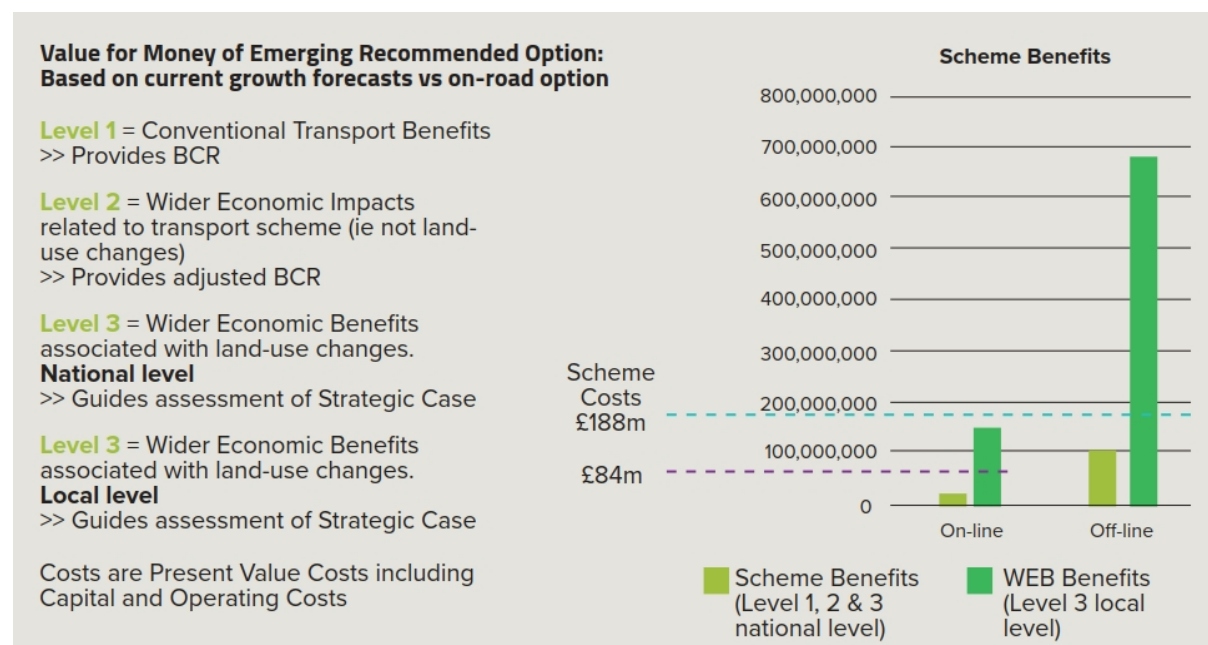 Value for Money of Emerging Recommended Option:
Based on current growth forecasts vs on-road option
Level 1 = Conventional Transport Benefits
>> Provides BCR
Level 2 = Wider Economic Impacts
related to transport scheme (ie not land-
use changes)
>> Provides adjusted BCR
Level 3 = Wider Economic Benefits
associated with land-use changes.
National level
>> Guides assessment of Strategic Case
Level 3 = Wider Economic Benefits
associated with land-use changes.
Local level
>> Guides assessment of Strategic Case
Costs are Present Value Costs including
Capital and Operating Costs
Scheme
Costs
£188m
£84m
Scheme Benefits
800,000,000
700,000,000
600,000,000
500,000,000
400,000,000
300,000,000
200,000,000
100,000,000
0
On-line
Off-line
Scheme Benefits
(Level 1, 2 & 3
national level)
WEB Benefits
(Level 3 local
level)